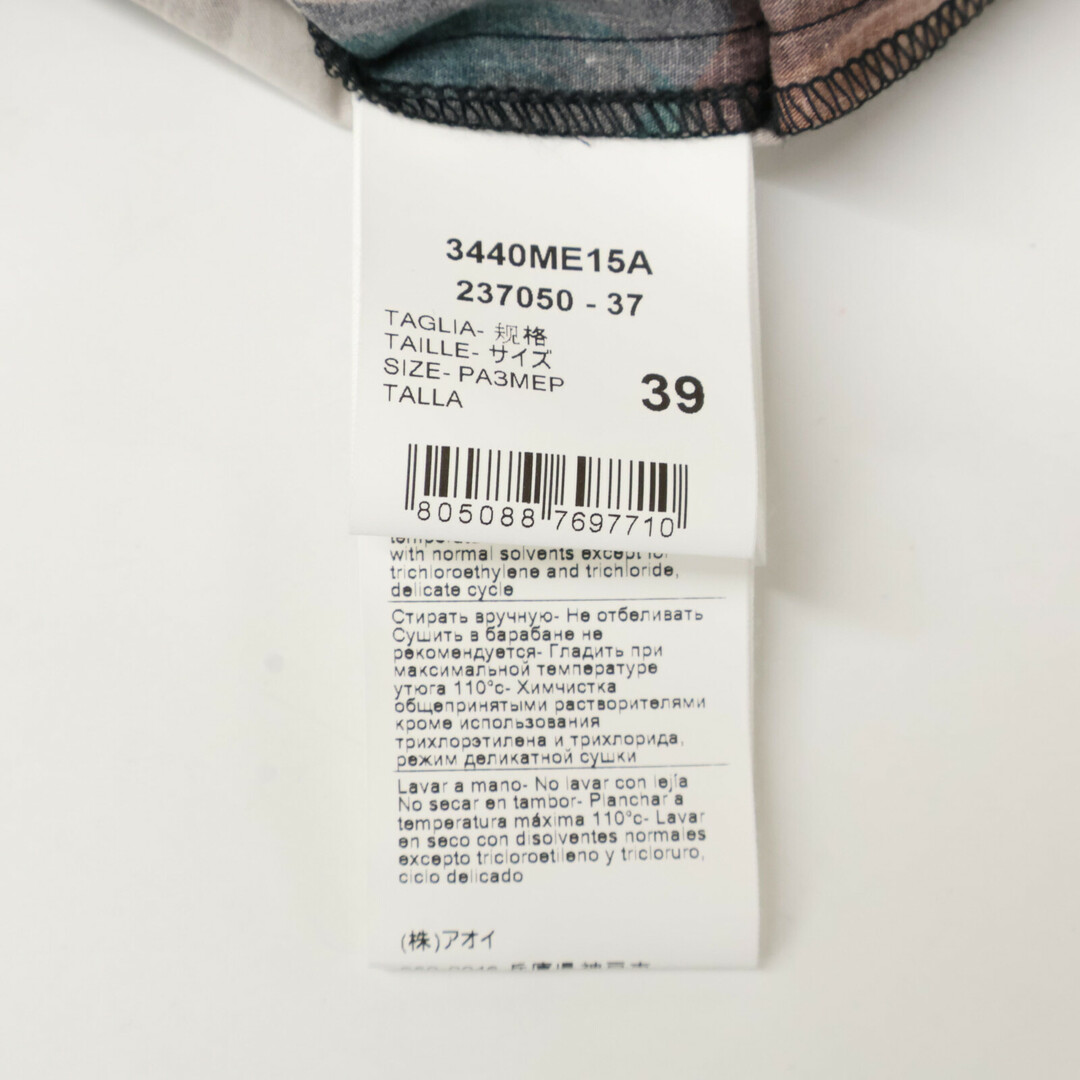 3440ME15A
237050 - 37
TAGLIA- 规格
TAILLE- サイズ
SIZE- РАЗМЕР
TALLA
39
805088 7697710
with normal solvents except for
trichloroethylene and trichloride,
delicate cycle
Стирать вручную- Не отбеливать
Сушить в барабане не
рекомендуется- Гладить при
максимальной температуре
утюга 110°с- Химчистка
общепринятыми растворителями
кроме использования
трихлорэтилена и трихлорида,
режим деликатной сушки
Lavar a mano- No lavar con lejía
No secar en tambor- Planchar a
temperatura máxima 110°c- Lavar
en seco con disolventes normales
excepto tricloroetileno y tricloruro,
ciclo delicado
(株)アオイ